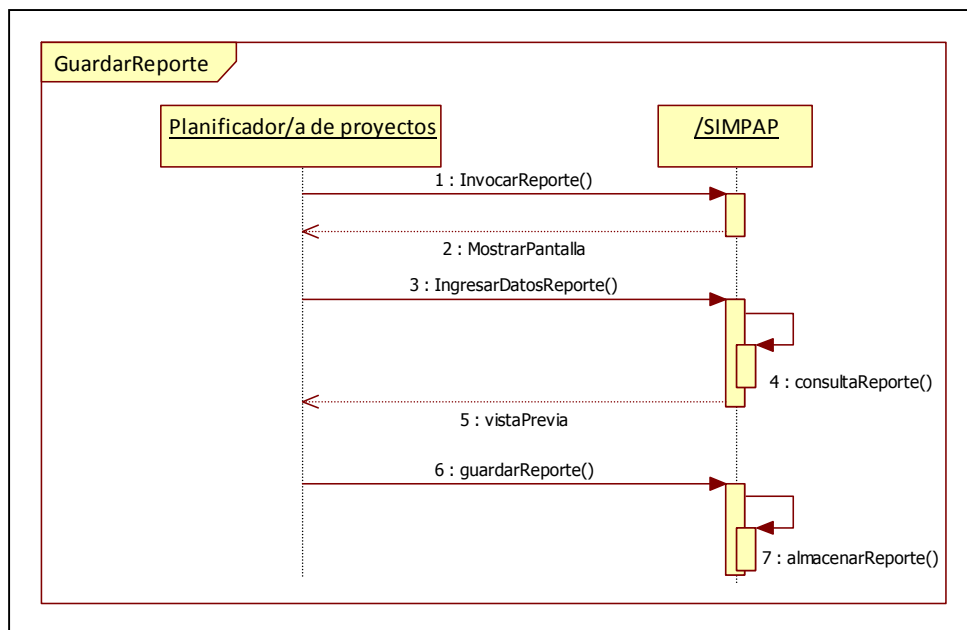 GuardarReporte
Planificador/a de proyectos
/SIMPAP
1 : InvocarReporte()
2 : MostrarPantalla
3 : IngresarDatosReporte()
4 : consultaReporte()
5 : vistaPrevia
6 : guardarReporte()
7 : almacenarReporte()